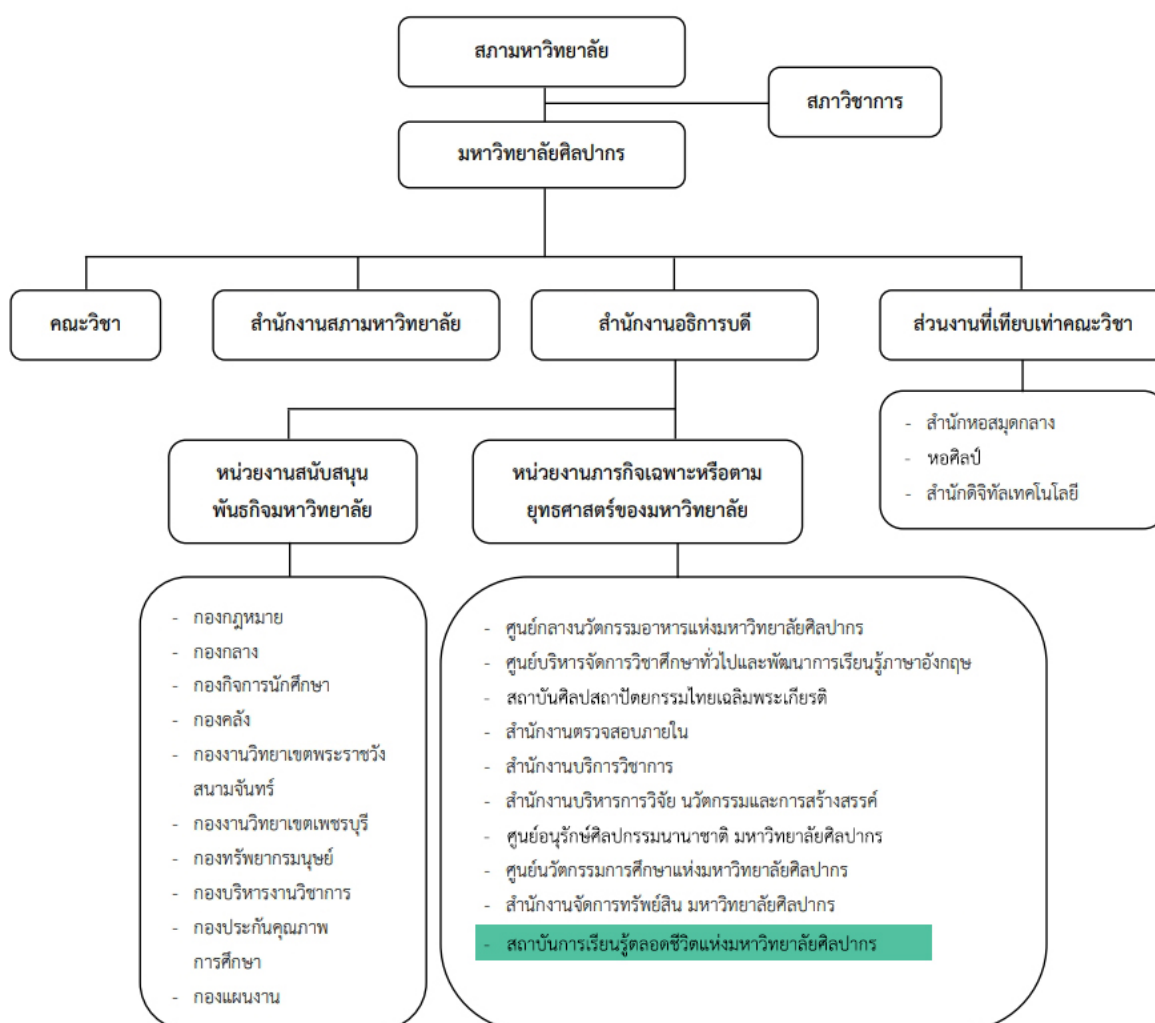 สภามหาวิทยาลัย
สภาวิชาการ
มหาวิทยาลัยศิลปากร
คณะวิชา
สำนักงานสภามหาวิทยาลัย
สำนักงานอธิการบดี
ส่วนงานที่เทียบเท่าคณะวิชา
- สำนักหอสมุดกลาง
- หอศิลป์
- สำนักดิจิทัลเทคโนโลยี
หน่วยงานสนับสนุน
พันธกิจมหาวิทยาลัย
หน่วยงานภารกิจเฉพาะหรือตาม
ยุทธศาสตร์ของมหาวิทยาลัย
- กองกฎหมาย
- กองกลาง
- กองกิจการนักศึกษา
- กองคลัง
- กองงานวิทยาเขตพระราชวัง
สนามจันทร์
- กองงานวิทยาเขตเพชรบุรี
- กองทรัพยากรมนุษย์
- กองบริหารงานวิชาการ
- กองประกันคุณภาพ
การศึกษา
- กองแผนงาน
- ศูนย์กลางนวัตกรรมอาหารแห่งมหาวิทยาลัยศิลปากร
- ศูนย์บริหารจัดการวิชาศึกษาทั่วไปและพัฒนาการเรียนรู้ภาษาอังกฤษ
- สถาบันศิลปสถาปัตยกรรมไทยเฉลิมพระเกียรติ
- สำนักงานตรวจสอบภายใน
- สำนักงานบริการวิชาการ
- สำนักงานบริหารการวิจัย นวัตกรรมและการสร้างสรรค์
- ศูนย์อนุรักษ์ศิลปกรรมนานาชาติ มหาวิทยาลัยศิลปากร
- ศูนย์นวัตกรรมการศึกษาแห่งมหาวิทยาลัยศิลปากร
- สำนักงานจัดการทรัพย์สิน มหาวิทยาลัยศิลปากร
- สถาบันการเรียนรู้ตลอดชีวิตแห่งมหาวิทยาลัยศิลปากร